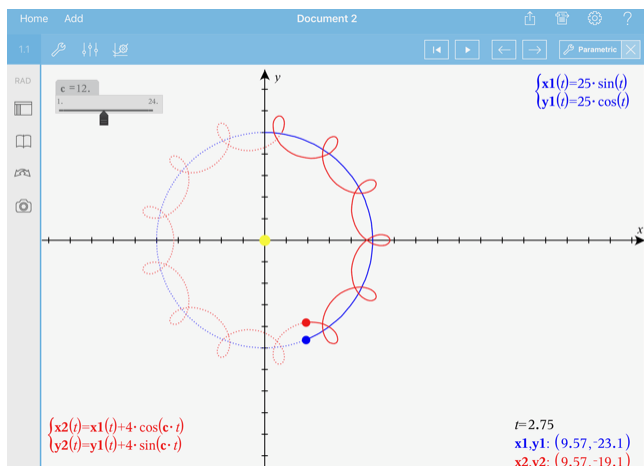 Home Add Document 2 ?
1.1 Parametric
RAD
c =12.
1. 24.
x1(t)=25·sin(t)
y1(t)=25·cos(t)
y
x
x2(t)=x1(t)+4·cos(c·t)
y2(t)=y1(t)+4·sin(c·t)
t=2.75
x1,y1: (9.57,-23.1)
x2,y2: (9.57,-19.1)